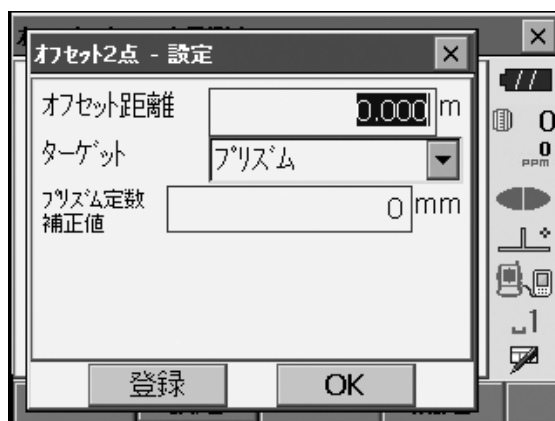 オフセット2点 - 設定
オフセット距離 0.000 m
ターゲット プリズム
プリズム定数
補正値 0 mm
登録 OK
0
0
PPM
1